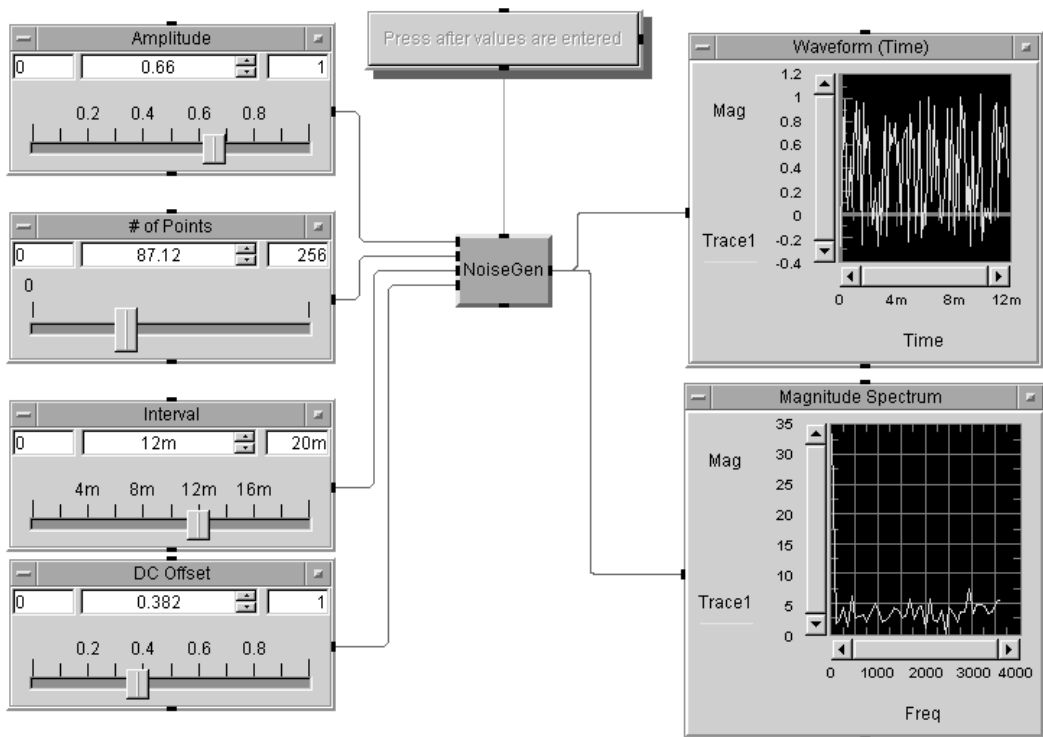 Amplitude
0 0.66 1
0.2 0.4 0.6 0.8
# of Points
0 87.12 256
0
Interval
0 12m 20m
4m 8m 12m 16m
DC Offset
0 0.382 1
0.2 0.4 0.6 0.8
Press after values are entered
NoiseGen
Waveform (Time)
Mag
Trace1
1.2
1
0.8
0.6
0.4
0.2
0
-0.2
-0.4
0 4m 8m 12m
Time
Magnitude Spectrum
Mag
Trace1
35
30
25
20
15
10
5
0
0 1000 2000 3000 4000
Freq